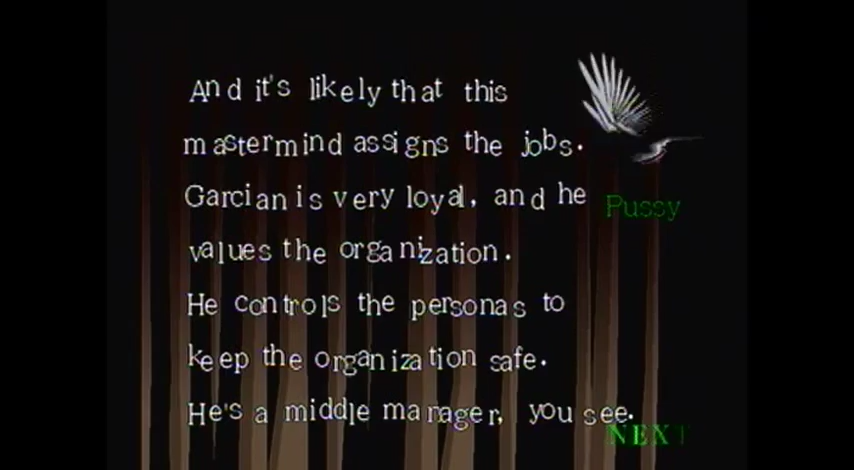 And it's likely that this
mastermind assigns the jobs.
Garcian is very loyal, and he
values the organization.
He controls the personas to
keep the organization safe.
He's a middle manager, you see.
Pussy
NEXT